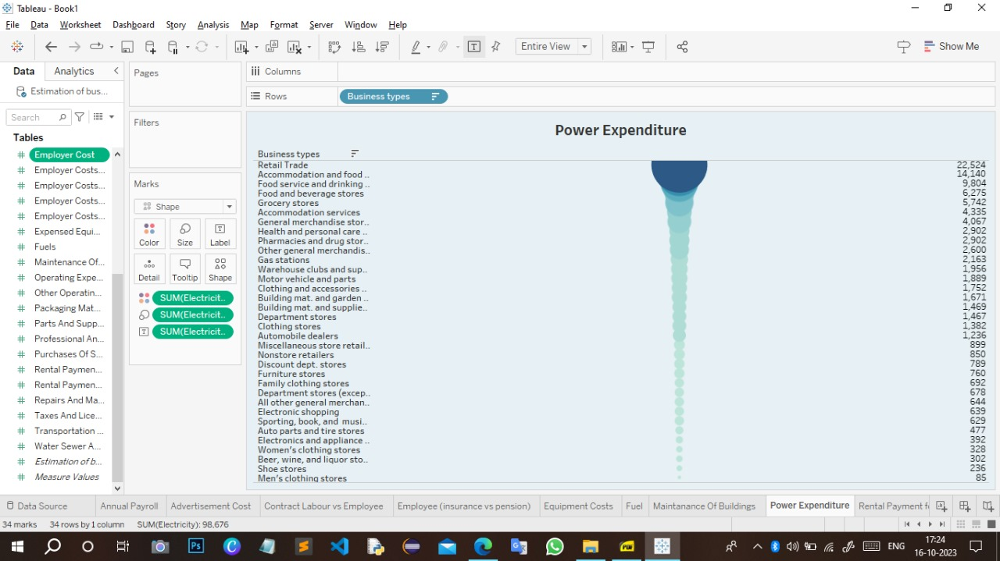 Tableau - Book1
File Data Worksheet Dashboard Story Analysis Map Format Server Window Help
Entire View
Show Me
Data Analytics
Pages
Columns
Estimation of bus...
Rows Business types
Search
Filters
Power Expenditure
Tables
Employer Cost
Employer Costs...
Employer Costs...
Employer Costs...
Employer Costs...
Expensed Equi...
Fuels
Maintenance Of...
Operating Expe...
Other Operatin...
Packaging Mat...
Parts And Supp...
Professional An...
Purchases Of S...
Rental Paymen...
Rental Paymen...
Repairs And Ma...
Taxes And Lice...
Transportation ...
Water Sewer A...
Estimation of b...
Measure Values
Marks
Shape
Color Size Label
Detail Tooltip Shape
SUM(Electricit..
SUM(Electricit..
SUM(Electricit..
Business types
Retail Trade 22,524
Accommodation and food .. 14,140
Food service and drinking .. 9,804
Food and beverage stores 6,275
Grocery stores 5,742
Accommodation services 4,335
General merchandise stor.. 4,067
Health and personal care .. 2,902
Pharmacies and drug stor.. 2,902
Other general merchandis.. 2,600
Gas stations 2,163
Warehouse clubs and sup.. 1,956
Motor vehicle and parts 1,889
Clothing and accessories .. 1,752
Building mat. and garden .. 1,671
Building mat. and supplie.. 1,469
Department stores 1,467
Clothing stores 1,382
Automobile dealers 1,236
Miscellaneous store retail.. 899
Nonstore retailers 850
Discount dept. stores 789
Furniture stores 760
Family clothing stores 692
Department stores (excep.. 678
All other general merchan.. 644
Electronic shopping 639
Sporting, book, and musi.. 629
Auto parts and tire stores 477
Electronics and appliance .. 392
Women's clothing stores 328
Beer, wine, and liquor sto.. 302
Shoe stores 236
Men's clothing stores 85
Data Source Annual Payroll Advertisement Cost Contract Labour vs Employee Employee (insurance vs pension) Equipment Costs Fuel Maintanance Of Buildings Power Expenditure Rental Payment f
34 marks 34 rows by 1 column SUM(Electricity): 98,676
ENG
17:24
16-10-2023